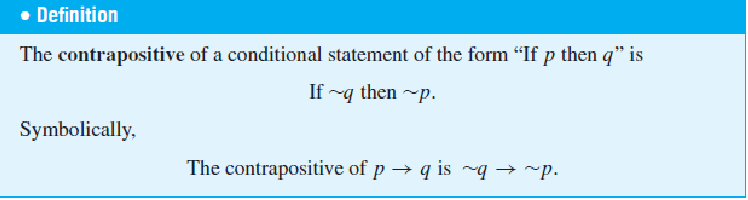 • Definition
The contrapositive of a conditional statement of the form “If p then q” is
If ~q then ~p.
Symbolically,
The contrapositive of p → q is ~q → ~p.